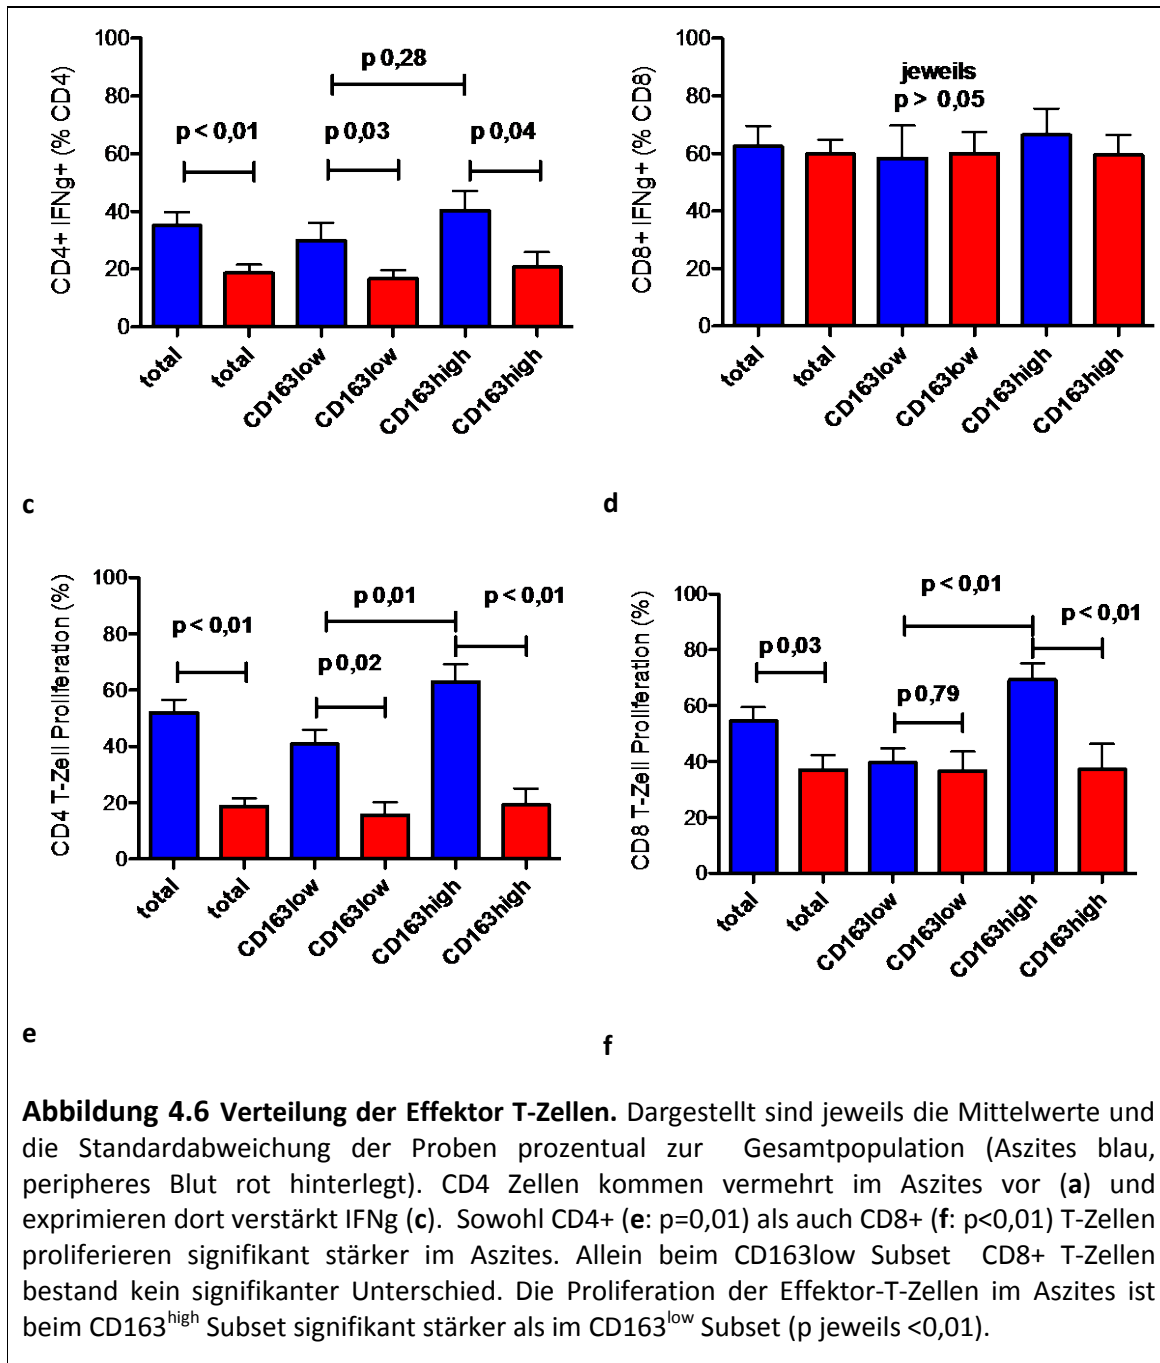 100
80
60
40
20
0
CD4+ IFNg+ (% CD4)
p 0,28
p < 0,01
p 0,03
p 0,04
total
total
CD163low
CD163low
CD163high
CD163high
c
100
80
60
40
20
0
CD8+ IFNg+ (% CD8)
jeweils
p > 0,05
total
total
CD163low
CD163low
CD163high
CD163high
d
100
80
60
40
20
0
CD4 T-Zell Proliferation (%)
p 0,01
p < 0,01
p < 0,01
p 0,02
total
total
CD163low
CD163low
CD163high
CD163high
e
100
80
60
40
20
0
CD8 T-Zell Proliferation (%)
p < 0,01
p < 0,01
p 0,03
p 0,79
total
total
CD163low
CD163low
CD163high
CD163high
f
Abbildung 4.6 Verteilung der Effektor T-Zellen. Dargestellt sind jeweils die Mittelwerte und
die Standardabweichung der Proben prozentual zur Gesamtpopulation (Aszites blau,
peripheres Blut rot hinterlegt). CD4 Zellen kommen vermehrt im Aszites vor (a) und
exprimieren dort verstärkt IFNg (c). Sowohl CD4+ (e: p=0,01) als auch CD8+ (f: p<0,01) T-Zellen
proliferieren signifikant stärker im Aszites. Allein beim CD163low Subset CD8+ T-Zellen
bestand kein signifikanter Unterschied. Die Proliferation der Effektor-T-Zellen im Aszites ist
beim CD163high Subset signifikant stärker als im CD163low Subset (p jeweils <0,01).